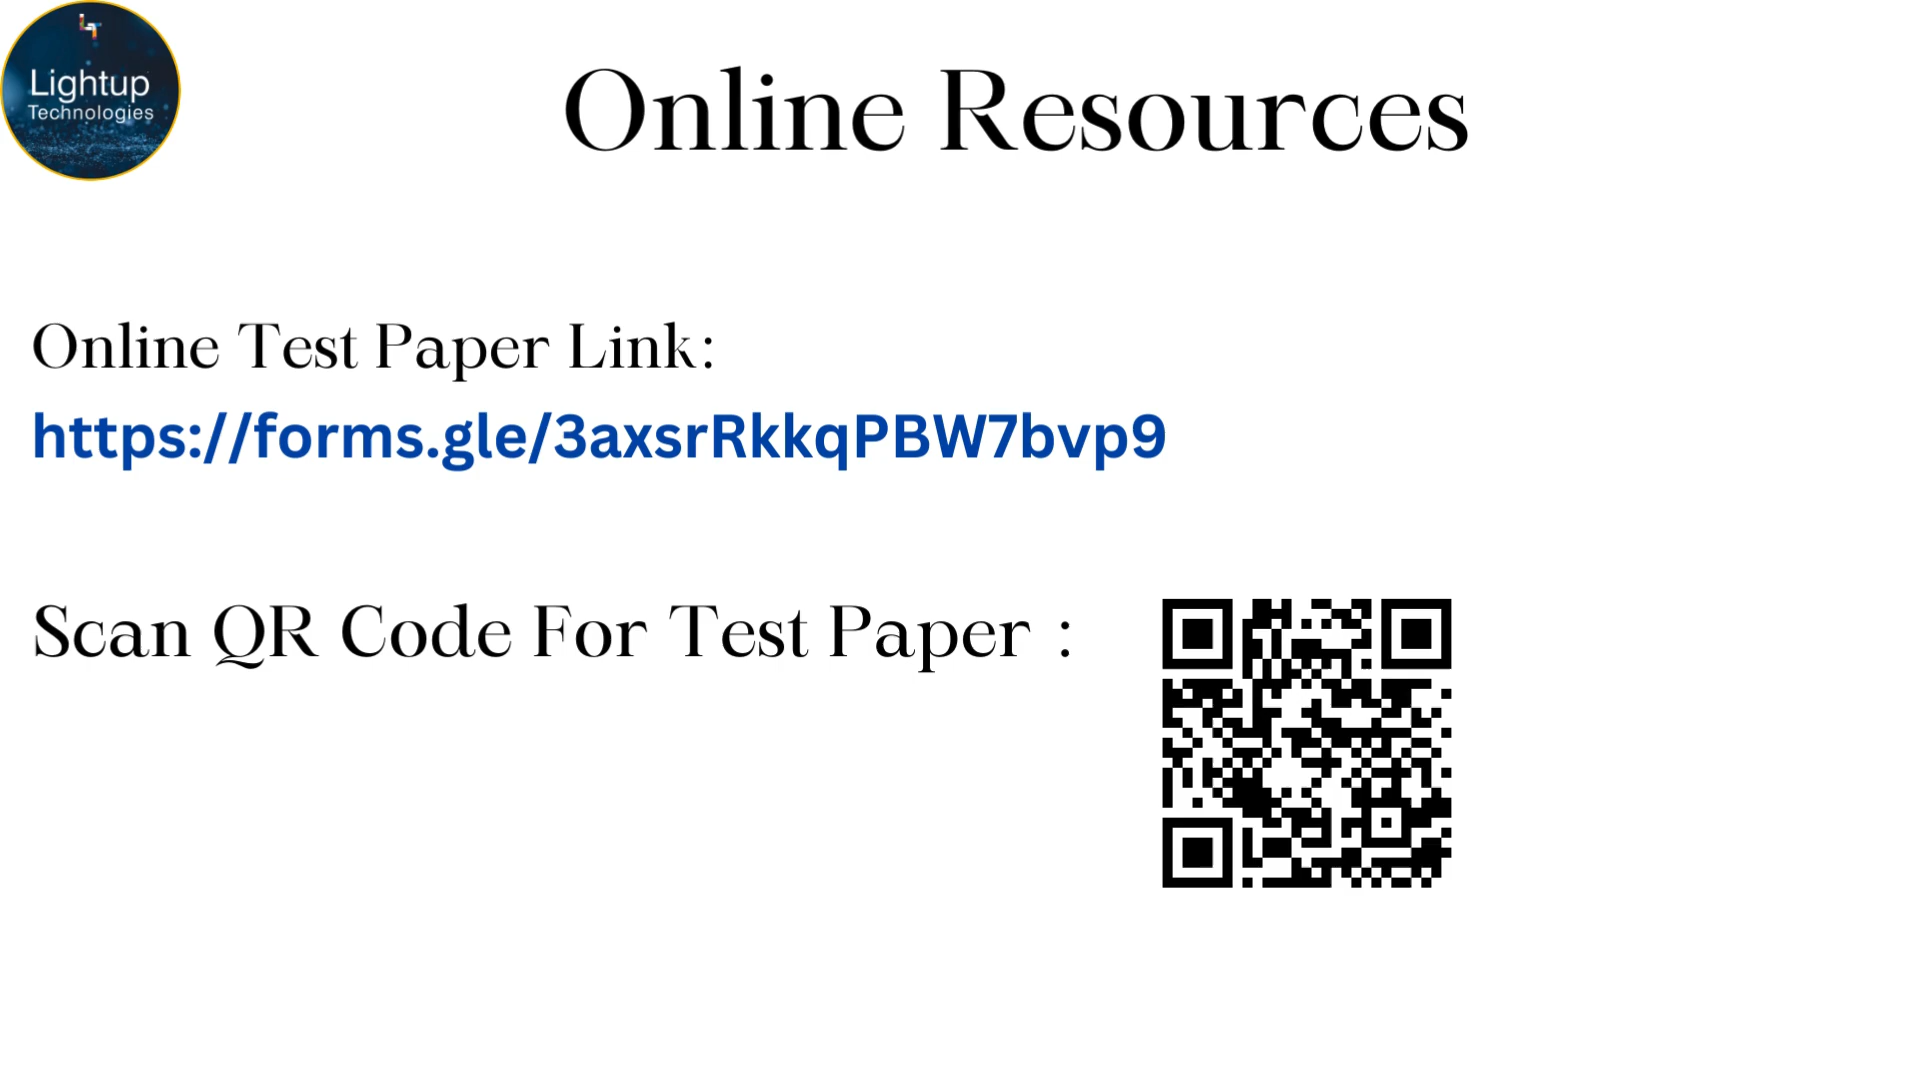 Lightup
Technologies
Online Resources
Online Test Paper Link:
https://forms.gle/3axsrRkkqPBW7bvp9
Scan QR Code For Test Paper :